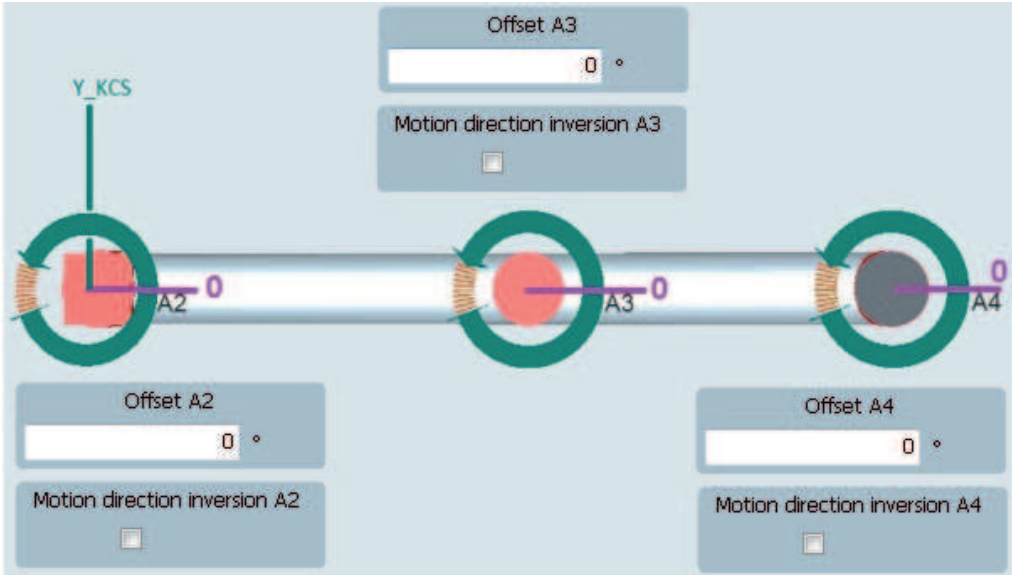 Offset A3
0 °
Motion direction inversion A3
Y_KCS
0
A2
0
A3
0
A4
Offset A2
0 °
Motion direction inversion A2
Offset A4
0 °
Motion direction inversion A4